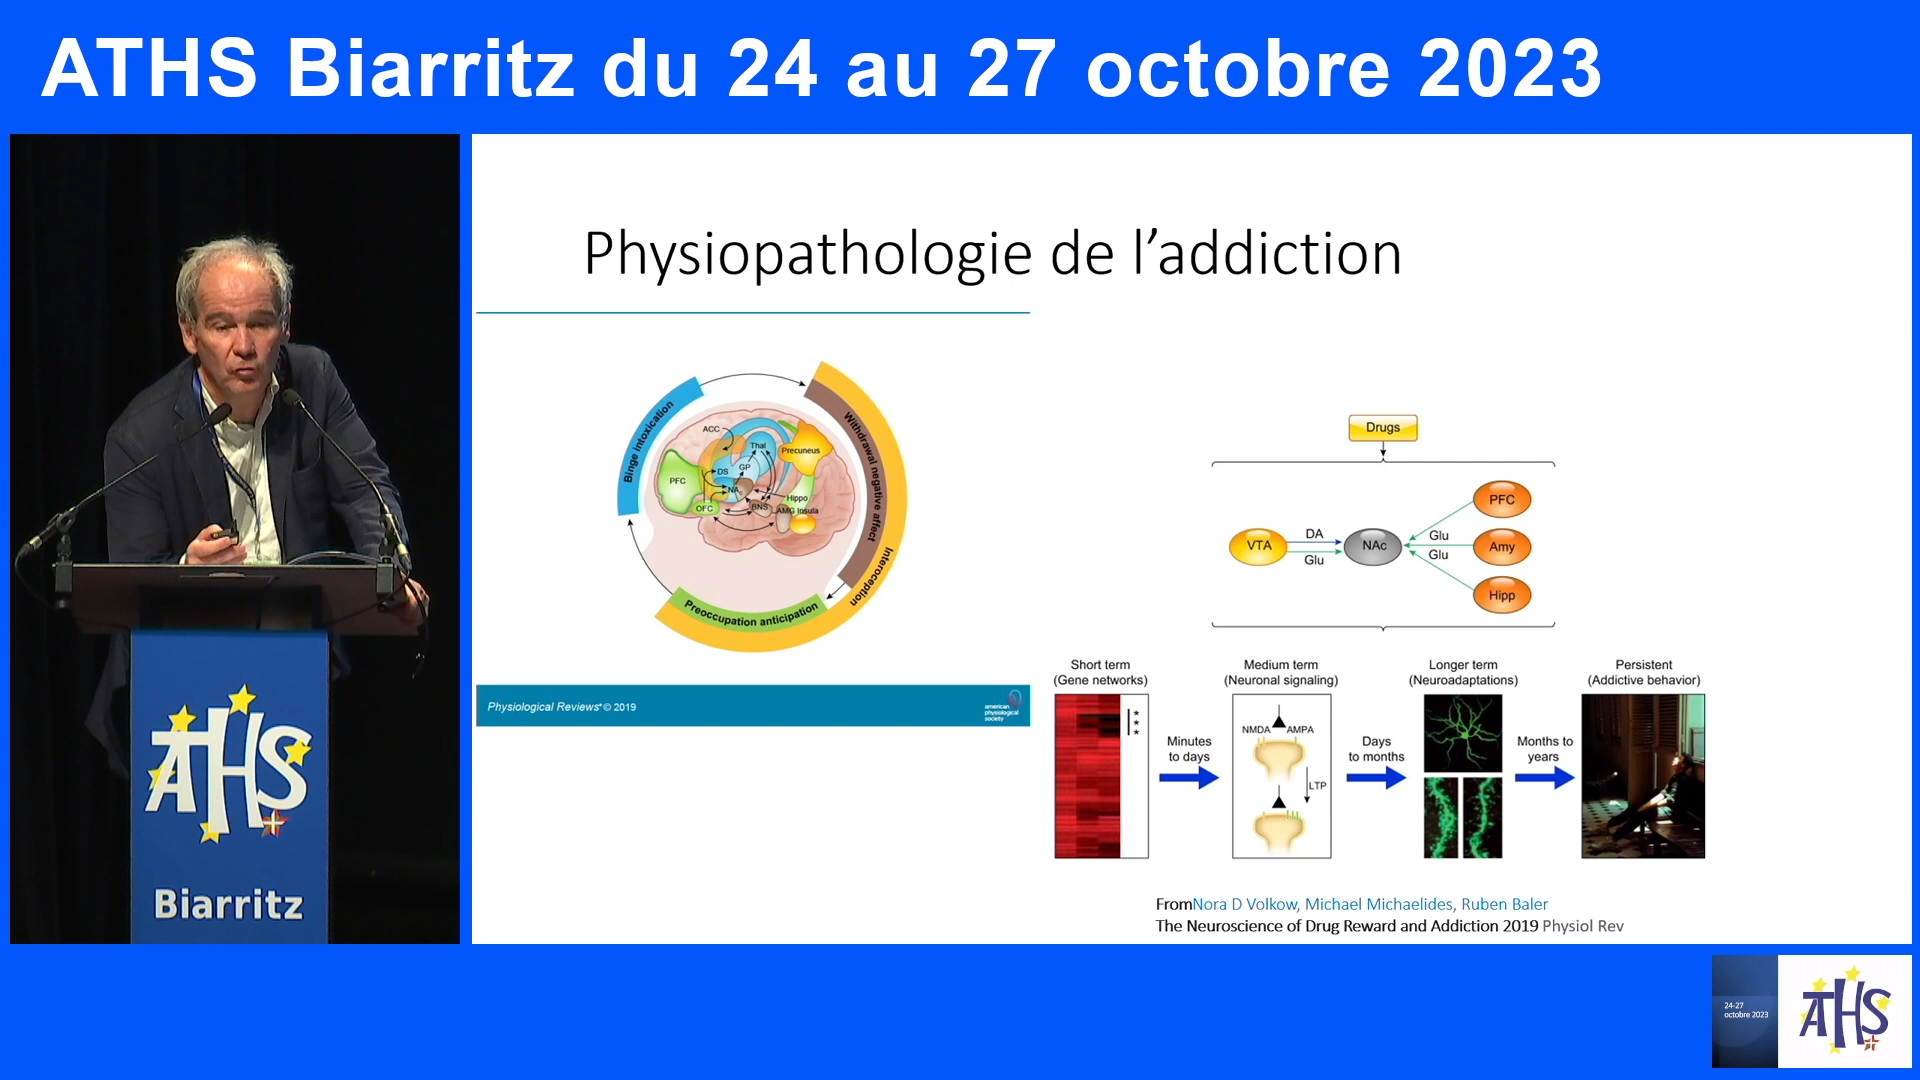 ATHS Biarritz du 24 au 27 octobre 2023
Physiopathologie de l’addiction
Binge intoxication
Withdrawal negative affect
Interoception
Preoccupation anticipation
ACC
Thal
Precuneus
PFC
DS
GP
NAc
Hippo
OFC
BNS
AMG
Insula
Physiological Reviews® © 2019
american
physiological
society
Drugs
PFC
DA
Glu
VTA
NAc
Amy
Glu
Glu
Hipp
Short term
(Gene networks)
Medium term
(Neuronal signaling)
Longer term
(Neuroadaptations)
Persistent
(Addictive behavior)
***
Minutes
to days
NMDA
AMPA
LTP
Days
to months
Months to
years
FromNora D Volkow, Michael Michaelides, Ruben Baler
The Neuroscience of Drug Reward and Addiction 2019 Physiol Rev
ATHS
Biarritz
24-27
octobre 2023
ATHS